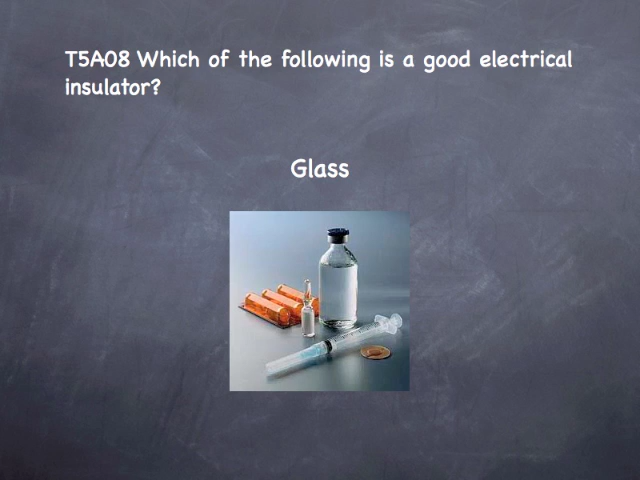 T5A08 Which of the following is a good electrical
insulator?
Glass